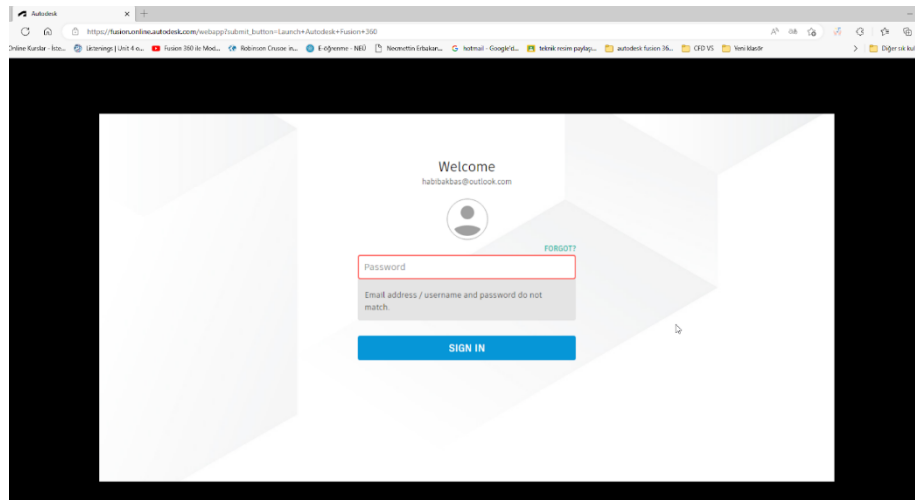 Autodesk
https://fusion.online.autodesk.com/webapp?submit_button=Launch+Autodesk+Fusion+360
Online Kurslar - İste... Listenings | Unit 4 o... Fusion 360 ile Mod... Robinson Crusoe in... E-öğrenme - NEÜ Necmettin Erbakan... hotmail - Google'd... teknik resim paylaşı... autodesk fusion 36... CFD VS Yeni klasör Diğer sık kul
Welcome
habibakbas@outlook.com
FORGOT?
Password
Email address / username and password do not
match.
SIGN IN